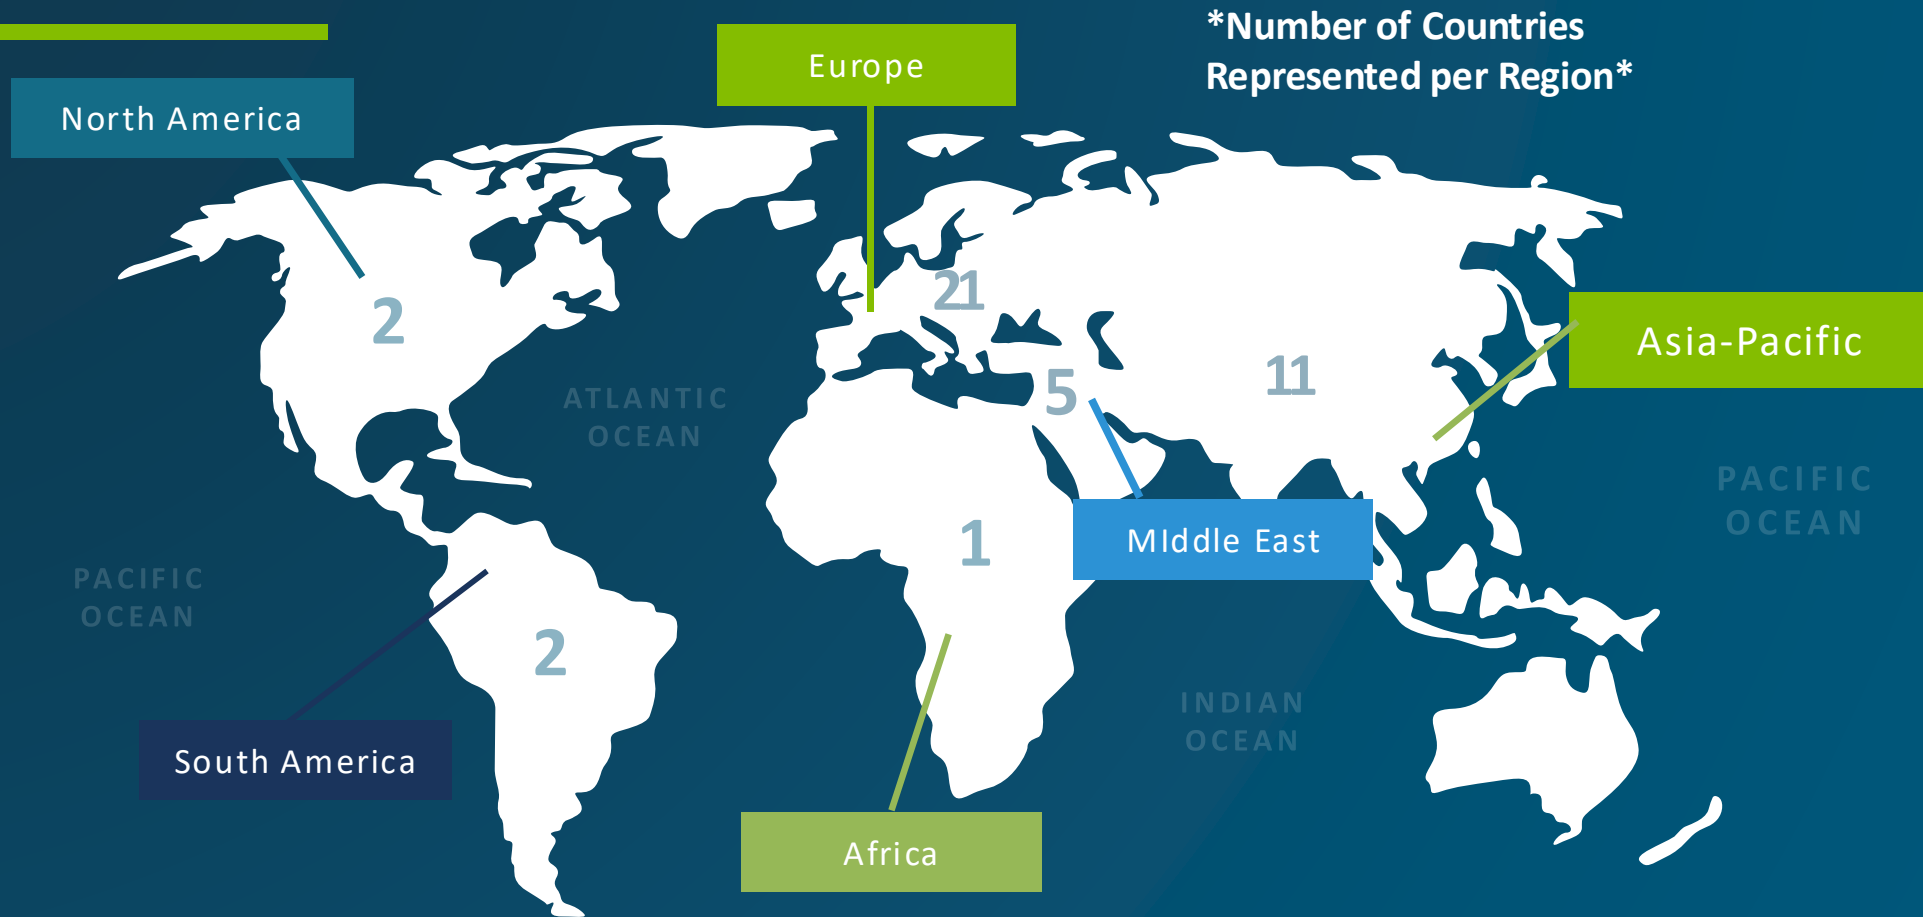 *Number of Countries
Represented per Region*
Europe
North America
2
21
Asia-Pacific
11
5
ATLANTIC
OCEAN
PACIFIC
OCEAN
MIddle East
1
PACIFIC
OCEAN
2
INDIAN
OCEAN
South America
Africa